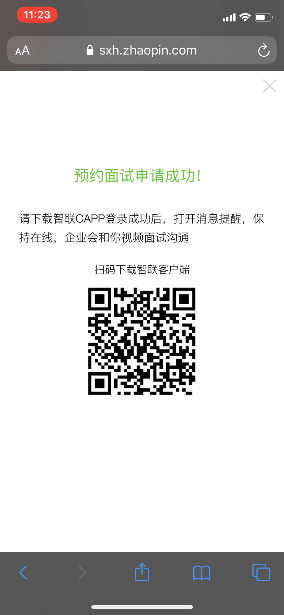 11:23
AA sxh.zhaopin.com
预约面试申请成功！
请下载智联CAPP登录成功后，打开消息提醒，保
持在线，企业会和你视频面试沟通
扫码下载智联客户端